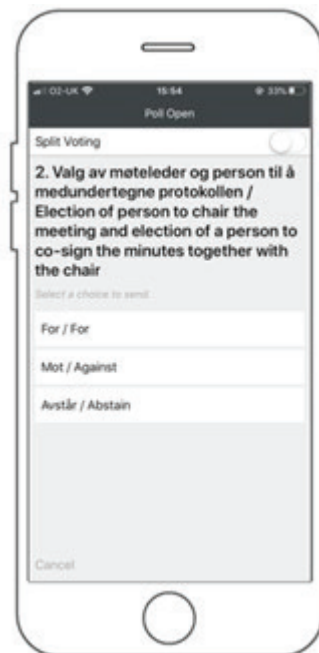 O2-UK 15:54 33%
Poll Open
Split Voting
2. Valg av møteleder og person til å
medundertegne protokollen /
Election of person to chair the
meeting and election of a person to
co-sign the minutes together with
the chair
Select a choice to send
For / For
Mot / Against
Avstår / Abstain
Cancel